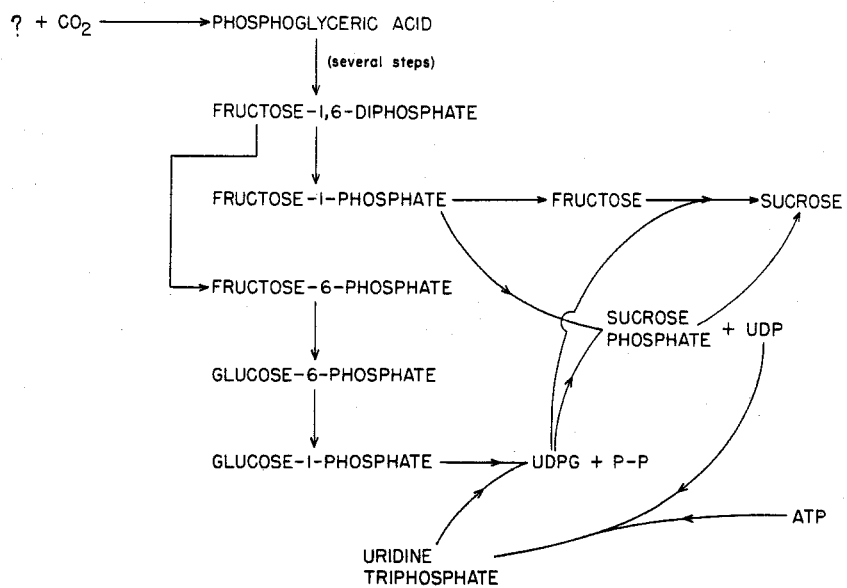 ? + CO₂ PHOSPHOGLYCERIC ACID
(several steps)
FRUCTOSE-1,6-DIPHOSPHATE
FRUCTOSE-1-PHOSPHATE FRUCTOSE SUCROSE
FRUCTOSE-6-PHOSPHATE
SUCROSE
PHOSPHATE + UDP
GLUCOSE-6-PHOSPHATE
GLUCOSE-1-PHOSPHATE UDPG + P-P
ATP
URIDINE
TRIPHOSPHATE